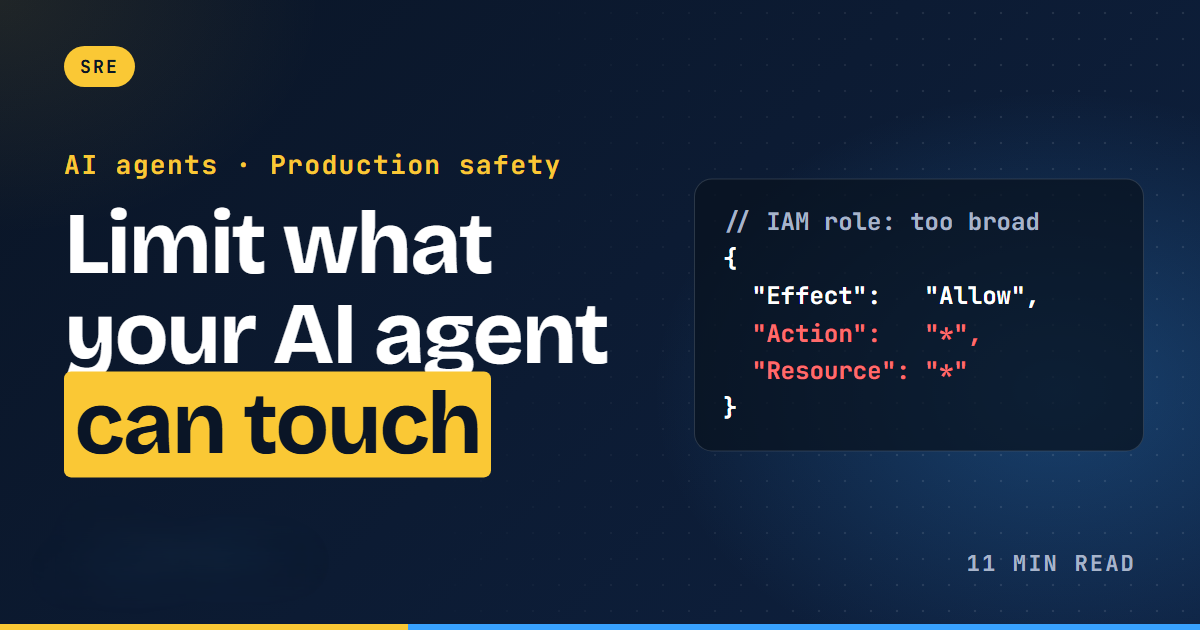 SRE
AI agents · Production safety
Limit what
your AI agent
can touch
// IAM role: too broad
{
"Effect":   "Allow",
"Action":   "*",
"Resource": "*"
}
11 MIN READ